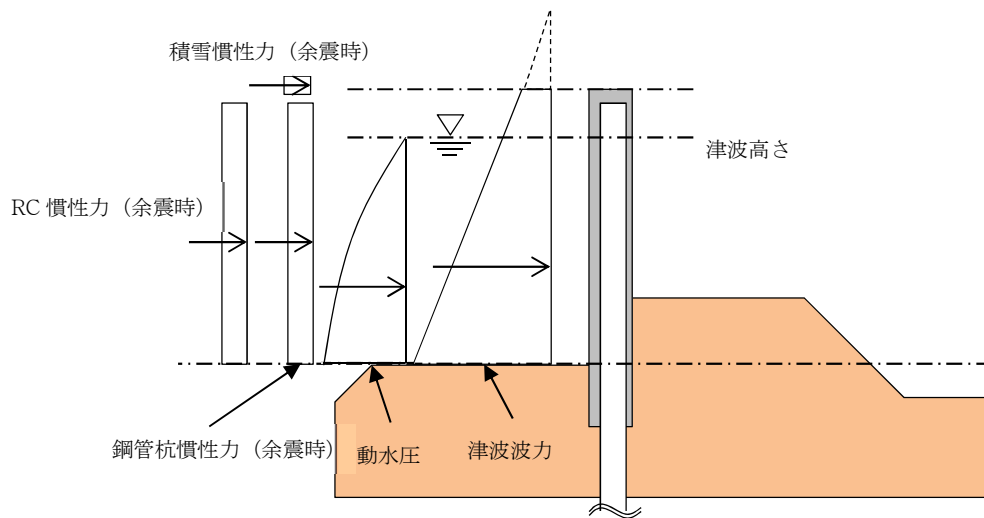 積雪慣性力（余震時）
津波高さ
RC 慣性力（余震時）
鋼管杭慣性力（余震時）
動水圧
津波波力